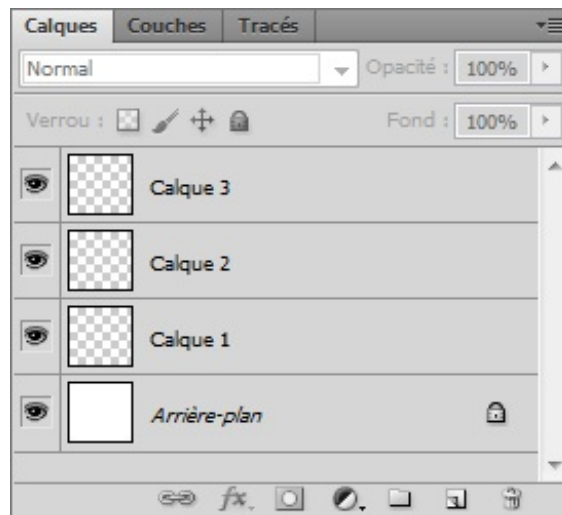 Calques Couches Tracés
Normal Opacité : 100%
Verrou : Fond : 100%
Calque 3
Calque 2
Calque 1
Arrière-plan
fx.